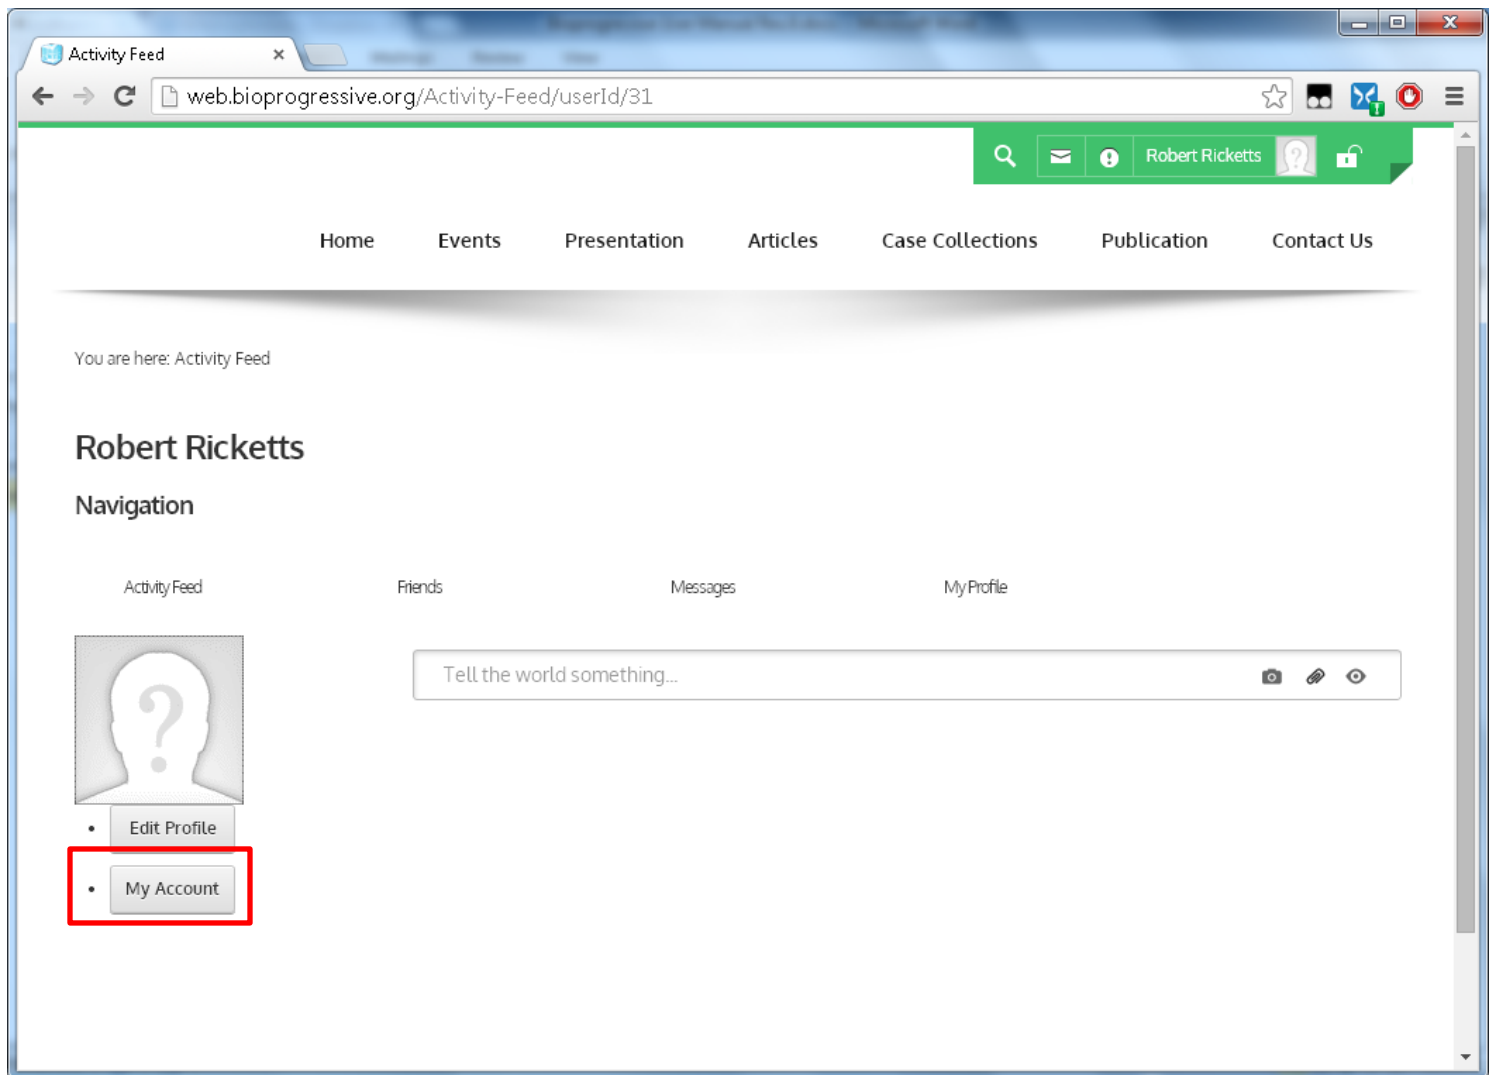 Activity Feed
web.bioprogressive.org/Activity-Feed/userId/31
Robert Ricketts
Home Events Presentation Articles Case Collections Publication Contact Us
You are here: Activity Feed
Robert Ricketts
Navigation
Activity Feed Friends Messages My Profile
Tell the world something...
Edit Profile
My Account